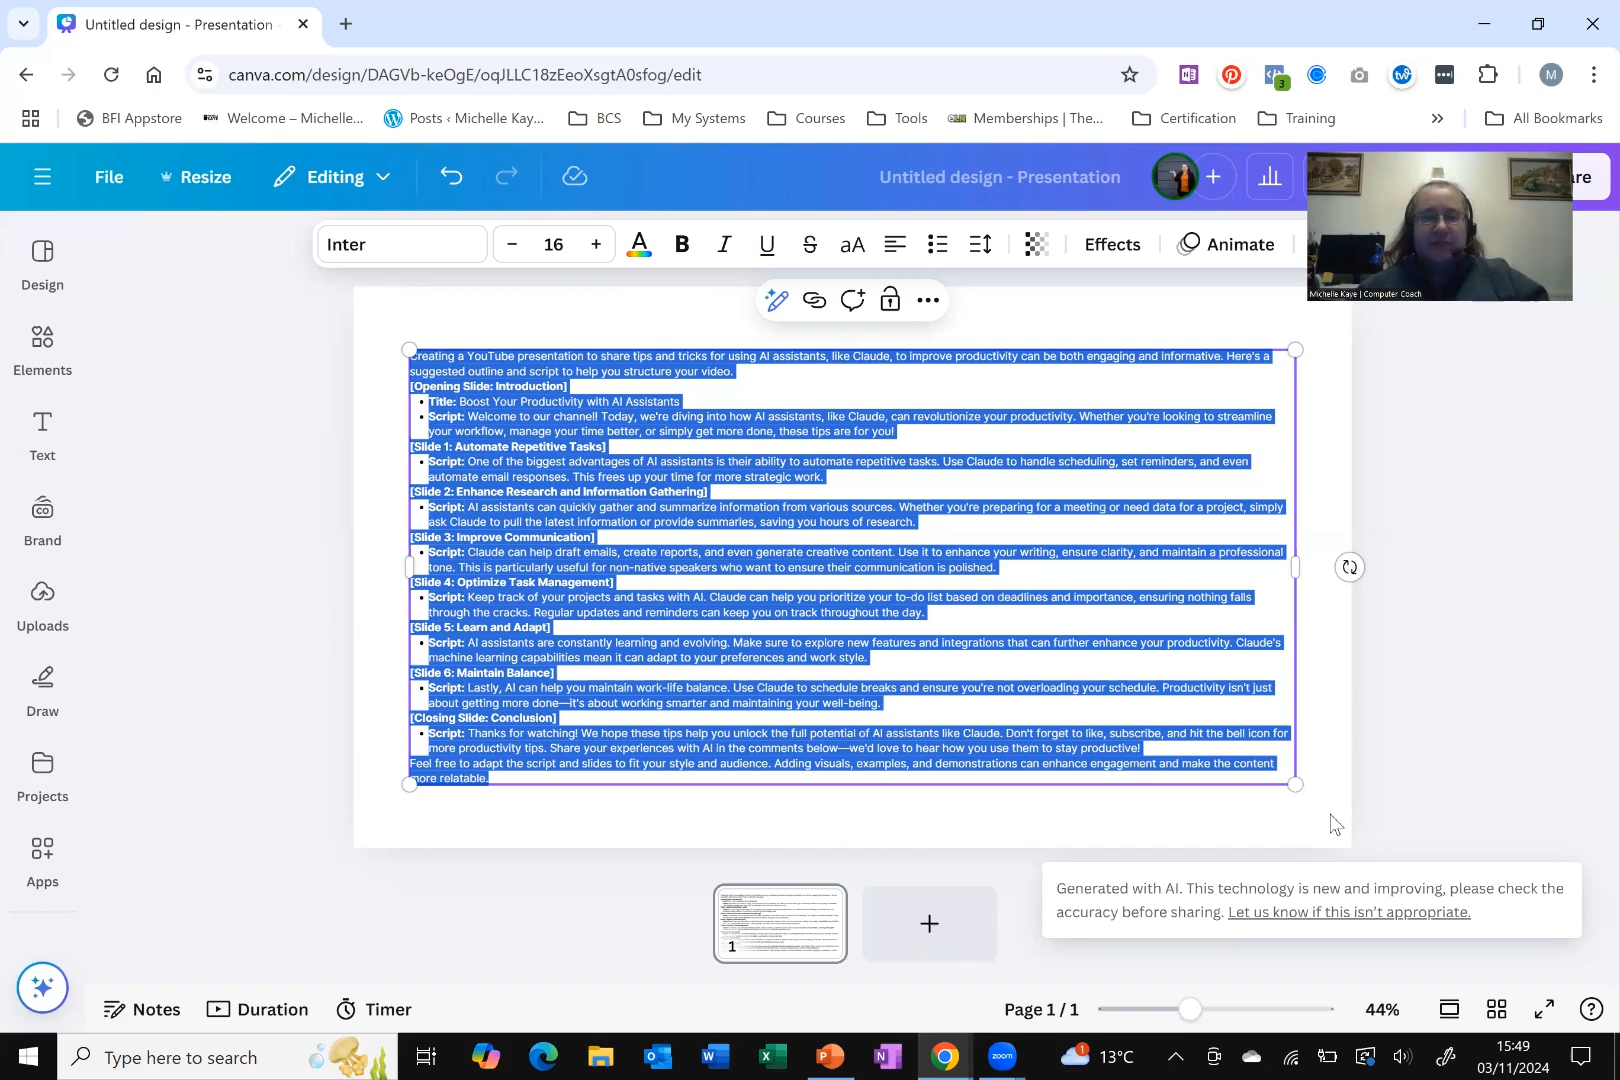 Untitled design - Presentation -
canva.com/design/DAGVb-keOgE/oqJLLC18zEeoXsgtA0sfog/edit
3
M
BFI Appstore
Welcome – Michelle...
Posts ‹ Michelle Kay...
BCS
My Systems
Courses
Tools
Memberships | The...
Certification
Training
All Bookmarks
File
Resize
Editing
Untitled design - Presentation
re
Design
Elements
Text
Brand
Uploads
Draw
Projects
Apps
Inter
16
A
B
I
U
S
aA
Effects
Animate
Michelle Kaye | Computer Coach
Creating a YouTube presentation to share tips and tricks for using AI assistants, like Claude, to improve productivity can be both engaging and informative. Here's a
suggested outline and script to help you structure your video.
[Opening Slide: Introduction]
• Title: Boost Your Productivity with AI Assistants
• Script: Welcome to our channel! Today, we're diving into how AI assistants, like Claude, can revolutionize your productivity. Whether you're looking to streamline
your workflow, manage your time better, or simply get more done, these tips are for you!
[Slide 1: Automate Repetitive Tasks]
• Script: One of the biggest advantages of AI assistants is their ability to automate repetitive tasks. Use Claude to handle scheduling, set reminders, and even
automate email responses. This frees up your time for more strategic work.
[Slide 2: Enhance Research and Information Gathering]
• Script: AI assistants can quickly gather and summarize information from various sources. Whether you're preparing for a meeting or need data for a project, simply
ask Claude to pull the latest information or provide summaries, saving you hours of research.
[Slide 3: Improve Communication]
• Script: Claude can help draft emails, create reports, and even generate creative content. Use it to enhance your writing, ensure clarity, and maintain a professional
tone. This is particularly useful for non-native speakers who want to ensure their communication is polished.
[Slide 4: Optimize Task Management]
• Script: Keep track of your projects and tasks with AI. Claude can help you prioritize your to-do list based on deadlines and importance, ensuring nothing falls
through the cracks. Regular updates and reminders can keep you on track throughout the day.
[Slide 5: Learn and Adapt]
• Script: AI assistants are constantly learning and evolving. Make sure to explore new features and integrations that can further enhance your productivity. Claude's
machine learning capabilities mean it can adapt to your preferences and work style.
[Slide 6: Maintain Balance]
• Script: Lastly, AI can help you maintain work-life balance. Use Claude to schedule breaks and ensure you're not overloading your schedule. Productivity isn't just
about getting more done—it's about working smarter and maintaining your well-being.
[Closing Slide: Conclusion]
• Script: Thanks for watching! We hope these tips help you unlock the full potential of AI assistants like Claude. Don't forget to like, subscribe, and hit the bell icon for
more productivity tips. Share your experiences with AI in the comments below—we'd love to hear how you use them to stay productive!
Feel free to adapt the script and slides to fit your style and audience. Adding visuals, examples, and demonstrations can enhance engagement and make the content
more relatable.
1
Generated with AI. This technology is new and improving, please check the
accuracy before sharing. Let us know if this isn't appropriate.
Notes
Duration
Timer
Page 1 / 1
44%
Type here to search
zoom
1
13°C
15:49
03/11/2024